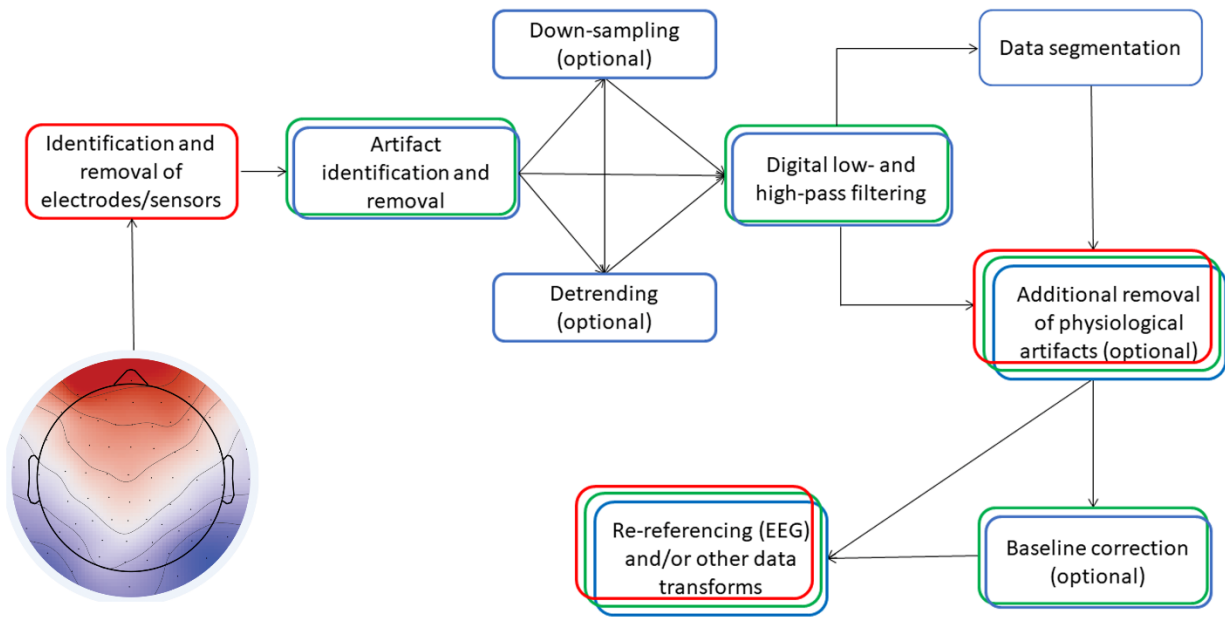 Down-sampling
(optional)
Data segmentation
Identification and
removal of
electrodes/sensors
Artifact
identification and
removal
Digital low- and
high-pass filtering
Detrending
(optional)
Additional removal
of physiological
artifacts (optional)
Re-referencing (EEG)
and/or other data
transforms
Baseline correction
(optional)